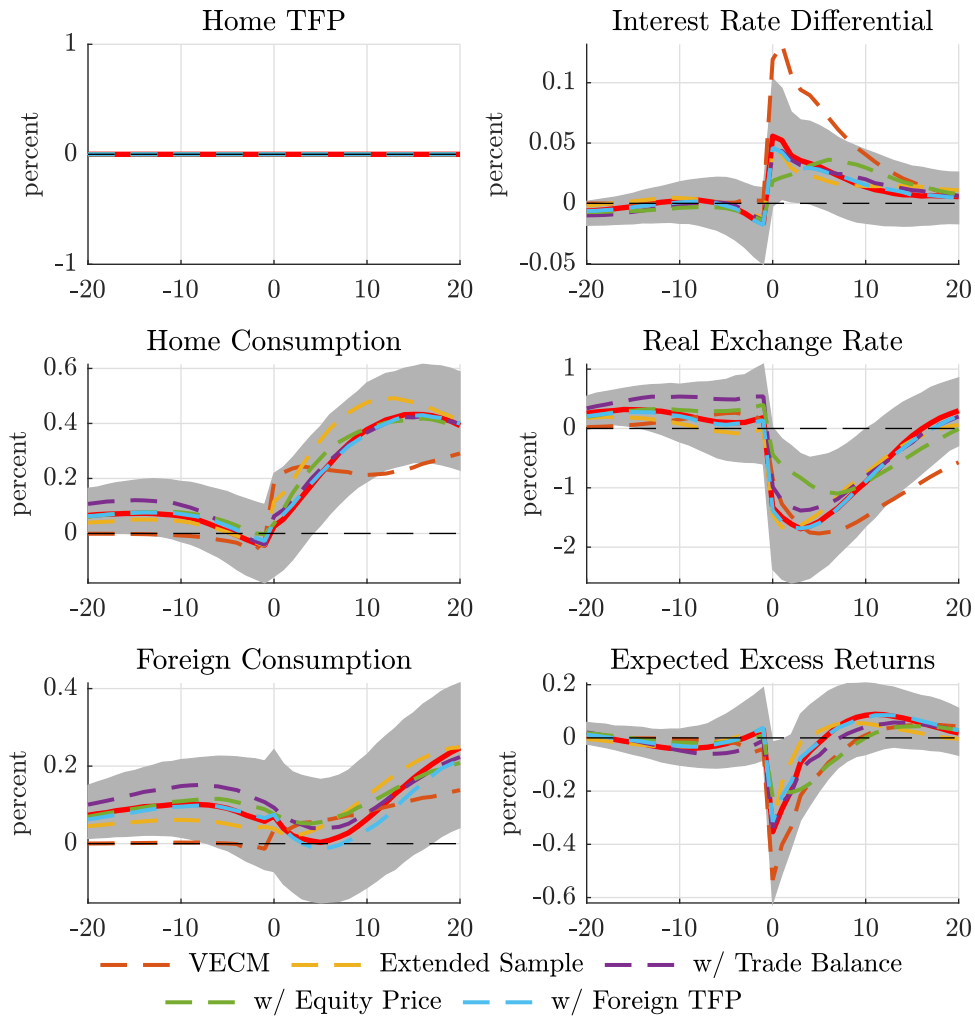 Home TFP
percent
1
0
-1
-20 -10 0 10 20
Interest Rate Differential
percent
0.1
0.05
0
-0.05
-20 -10 0 10 20
Home Consumption
percent
0.6
0.4
0.2
0
-20 -10 0 10 20
Real Exchange Rate
percent
1
0
-1
-2
-20 -10 0 10 20
Foreign Consumption
percent
0.4
0.2
0
-20 -10 0 10 20
Expected Excess Returns
percent
0.2
0
-0.2
-0.4
-0.6
-20 -10 0 10 20
VECM Extended Sample w/ Trade Balance
w/ Equity Price w/ Foreign TFP